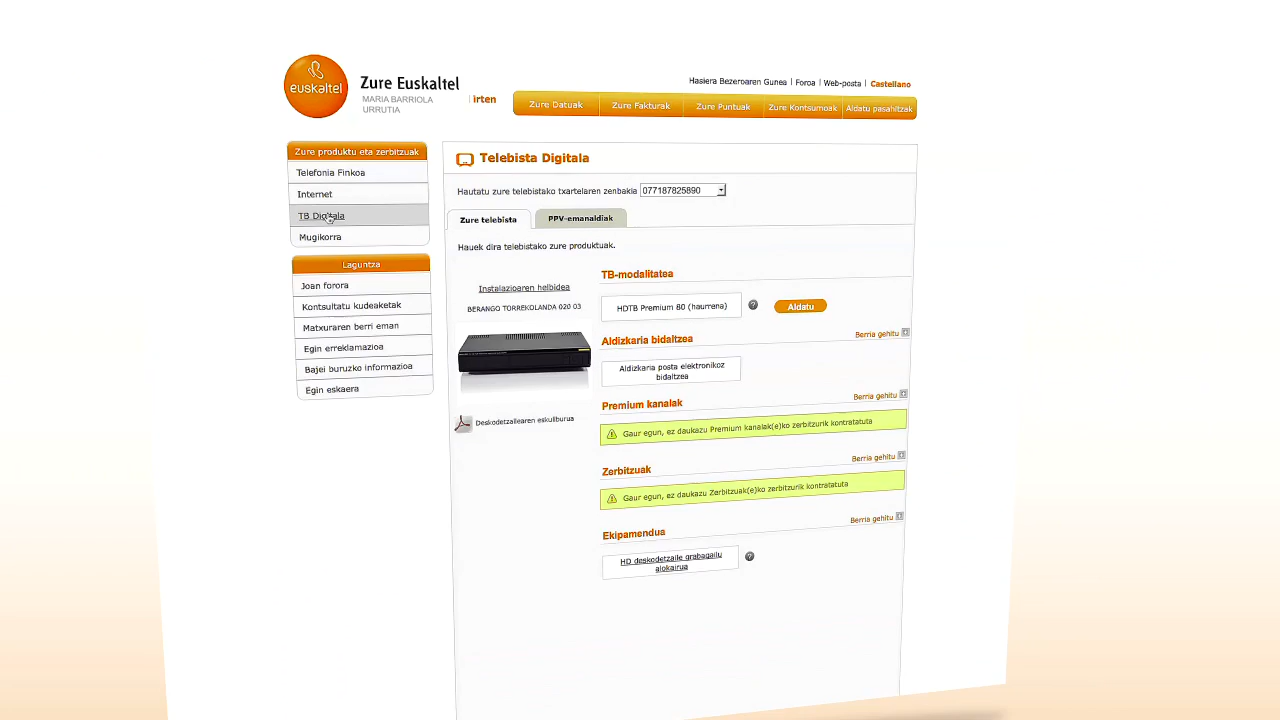 euskaltel
Zure Euskaltel
MARIA BARRIOLA
URRUTIA
irten
Hasiera Bezeroaren Gunea | Foroa | Web-posta | Castellano
Zure Datuak
Zure Fakturak
Zure Puntuak
Zure Kontsumoak
Aldatu pasahitzak
Zure produktu eta zerbitzuak
Telefonia Finkoa
Internet
TB Digitala
Mugikorra
Laguntza
Joan forora
Kontsultatu kudeaketak
Matxuraren berri eman
Egin erreklamazioa
Bajei buruzko informazioa
Egin eskaera
Telebista Digitala
Hautatu zure telebistako txartelaren zenbakia 077187825890
Zure telebista
PPV-emanaldiak
Hauek dira telebistako zure produktuak.
Instalazioaren helbidea
BERANGO TORREKOLANDA 020 03
Deskodetzailearen eskuliburua
TB-modalitatea
HDTB Premium 80 (haurrena)
?
Aldatu
Aldizkaria bidaltzea
Berria gehitu
Aldizkaria posta elektronikoz
bidaltzea
Premium kanalak
Berria gehitu
Gaur egun, ez daukazu Premium kanalak(e)ko zerbitzurik kontratatuta
Zerbitzuak
Berria gehitu
Gaur egun, ez daukazu Zerbitzuak(e)ko zerbitzurik kontratatuta
Ekipamendua
Berria gehitu
HD deskodetzaile grabagailu
alokairua
?